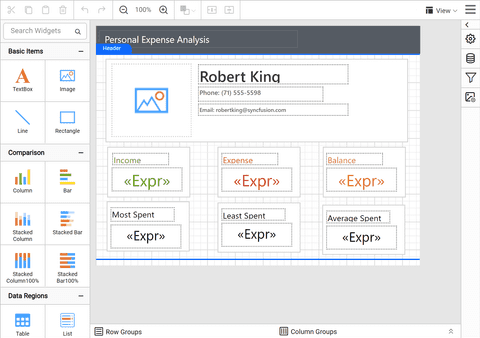 100%
View
Search Widgets
Basic Items
TextBox
Image
Line
Rectangle
Comparison
Column
Bar
Stacked
Column
Stacked Bar
Stacked
Column100%
Stacked
Bar100%
Data Regions
Table
List
Personal Expense Analysis
Header
Robert King
Phone: (71) 555-5598
Email: robertking@syncfusion.com
Income
Expense
Balance
«Expr»
«Expr»
«Expr»
Most Spent
Least Spent
Average Spent
«Expr»
«Expr»
«Expr»
Row Groups
Column Groups